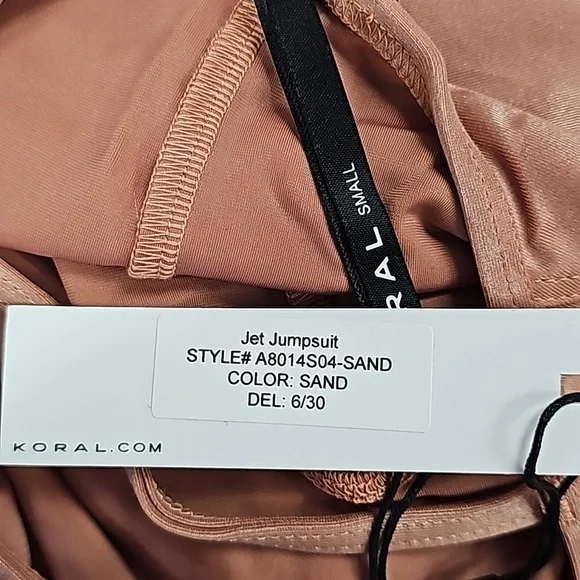 KORAL SMALL
Jet Jumpsuit
STYLE# A8014S04-SAND
COLOR: SAND
DEL: 6/30
KORAL.COM